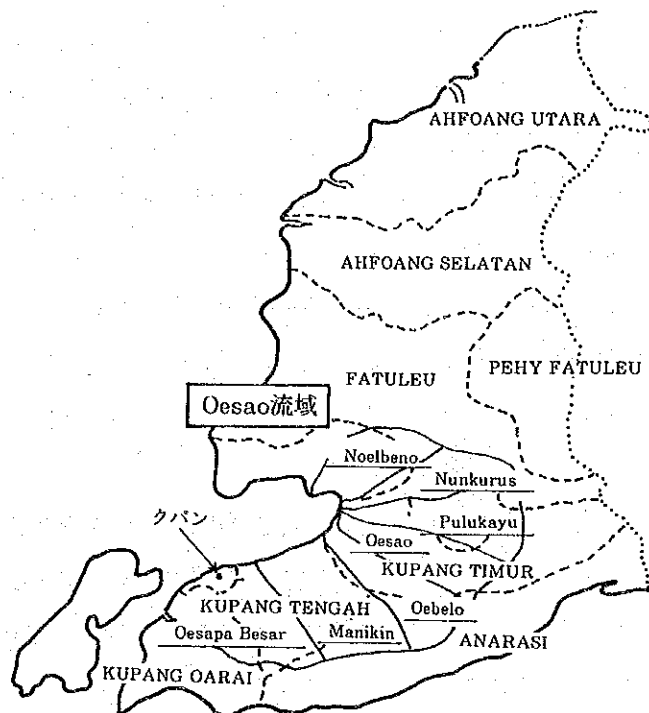 AHFOANG UTARA
AHFOANG SELATAN
PEHY FATULEU
FATULEU
Oesao流域
Noelbeno
Nunkurus
クパン
Pulukayu
Oesao
KUPANG TIMUR
KUPANG TENGAH
Oebelo
Oesapa Besar
Manikin
ANARASI
KUPANG OARAI